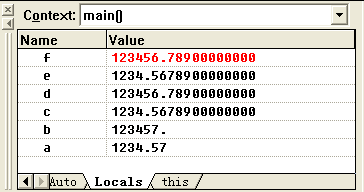 Context: main()
Name Value
f 123456.78900000000
e 1234.5678900000000
d 123456.78900000000
c 1234.5678900000000
b 123457.
a 1234.57
Auto Locals this